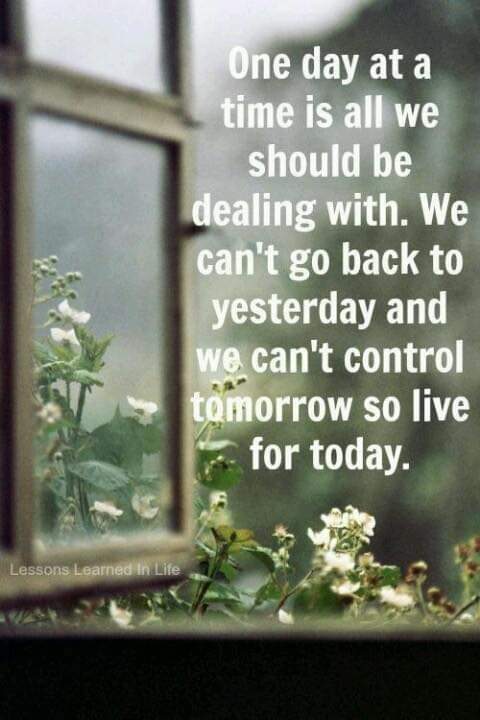 One day at a
time is all we
should be
dealing with. We
can't go back to
yesterday and
we can't control
tomorrow so live
for today.
Lessons Learned In Life